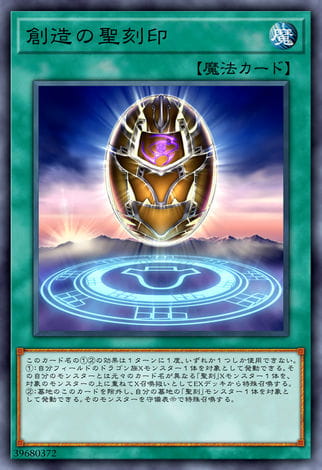 創造の聖刻印
魔
【魔法カード】
このカード名の①②の効果は1ターンに1度、いずれか1つしか使用できない。
①：自分フィールドのドラゴン族Xモンスター1体を対象として発動できる。そ
の自分のモンスターとは元々のカード名が異なる「聖刻」Xモンスター1体を、
対象のモンスターの上に重ねてX召喚扱いとしてEXデッキから特殊召喚する。
②：墓地のこのカードを除外し、自分の墓地の「聖刻」モンスター1体を対象と
して発動できる。そのモンスターを守備表示で特殊召喚する。
39680372